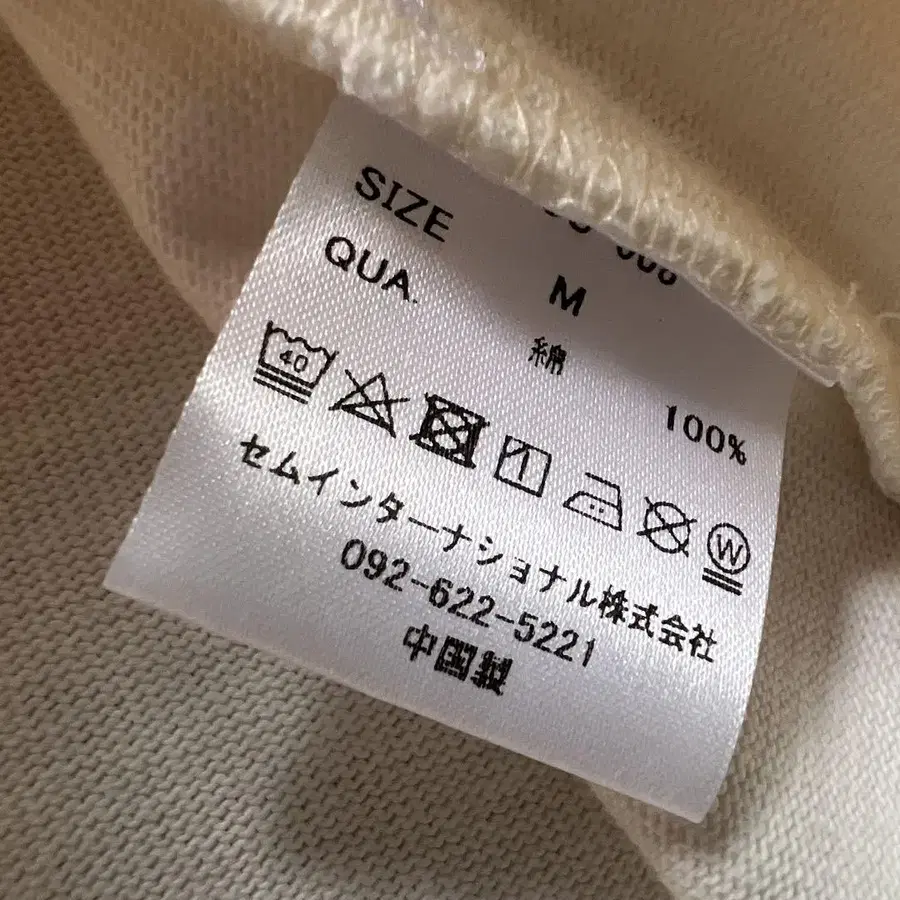 SIZE M
QUA. 綿 100%
40
W
セムインターナショナル株式会社
092-622-5221
中国製